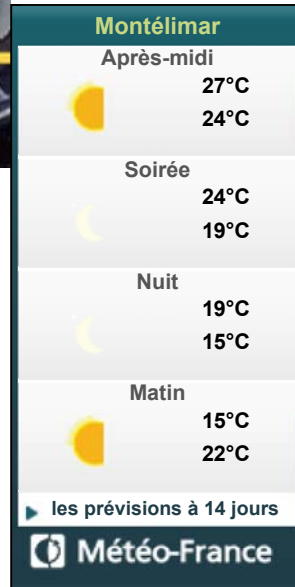 Montélimar
Après-midi
27°C
24°C
Soirée
24°C
19°C
Nuit
19°C
15°C
Matin
15°C
22°C
les prévisions à 14 jours
Météo-France